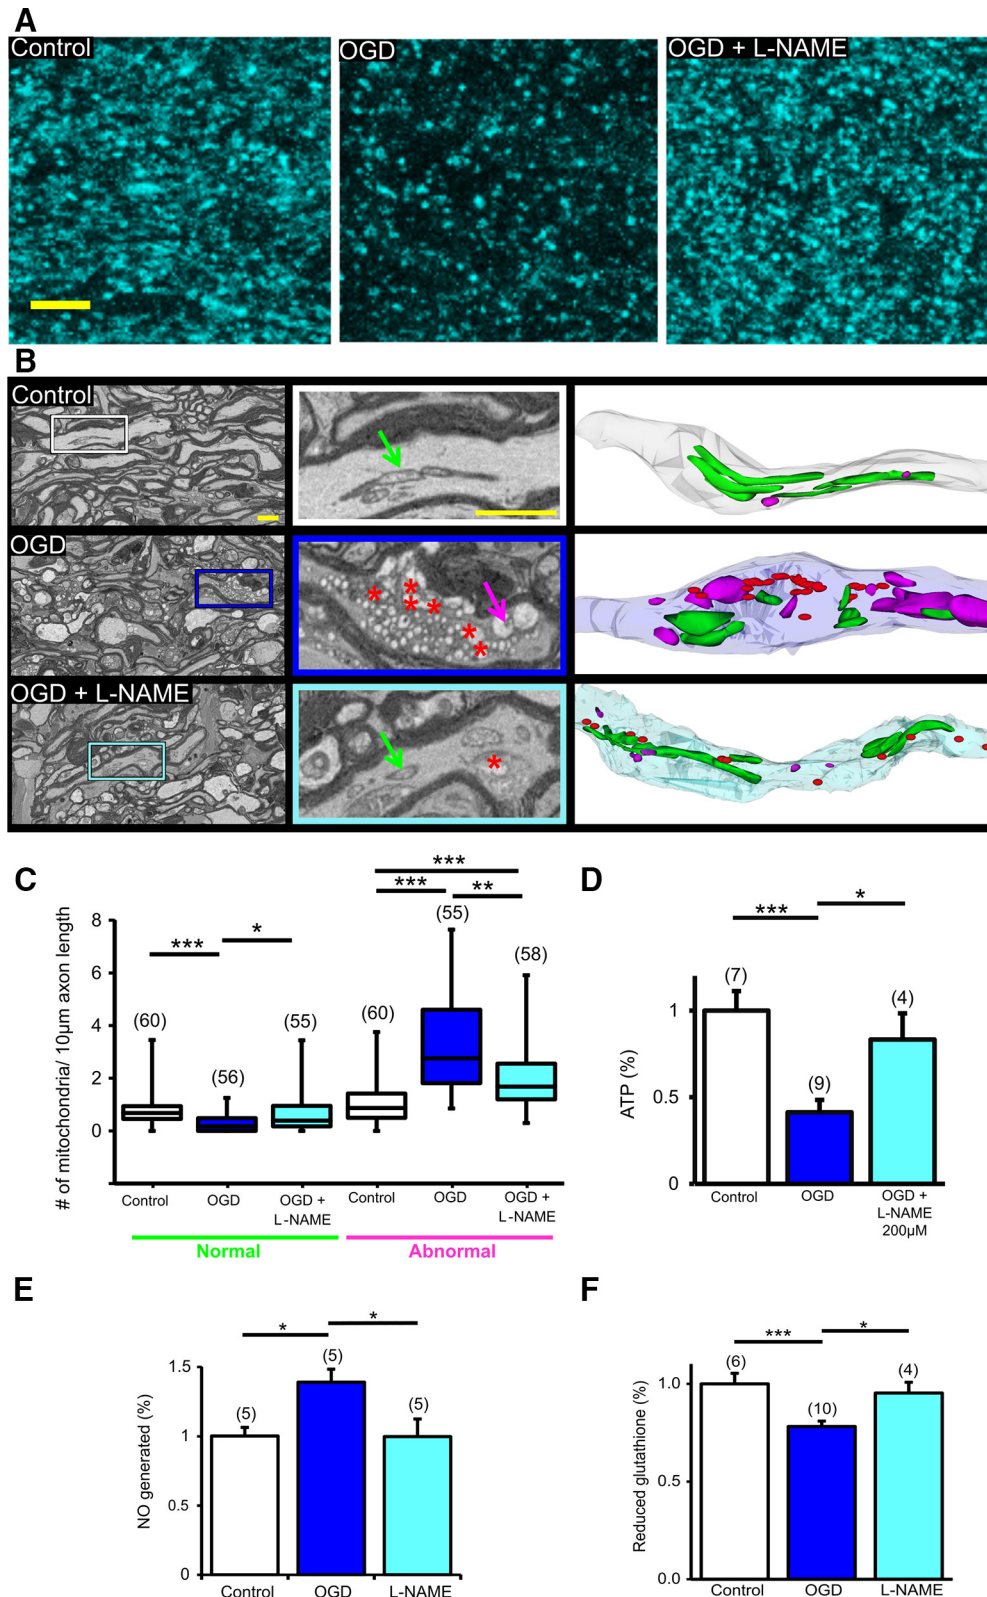 A
Control
OGD
OGD + L-NAME
B
Control
OGD
* * * * * *
OGD + L-NAME
*
C
# of mitochondria/ 10µm axon length
8
6
4
2
0
***
*
***
***
**
(60)
(56)
(55)
(60)
(55)
(58)
Control
OGD
OGD +
L-NAME
Control
OGD
OGD +
L-NAME
Normal
Abnormal
D
ATP (%)
1
0.5
0
***
*
(7)
(9)
(4)
Control
OGD
OGD +
L-NAME
200µM
E
NO generated (%)
1.5
1
0.5
0
*
*
(5)
(5)
(5)
Control
OGD
L-NAME
F
Reduced glutathione (%)
1.0
0.5
0.0
***
*
(6)
(10)
(4)
Control
OGD
L-NAME